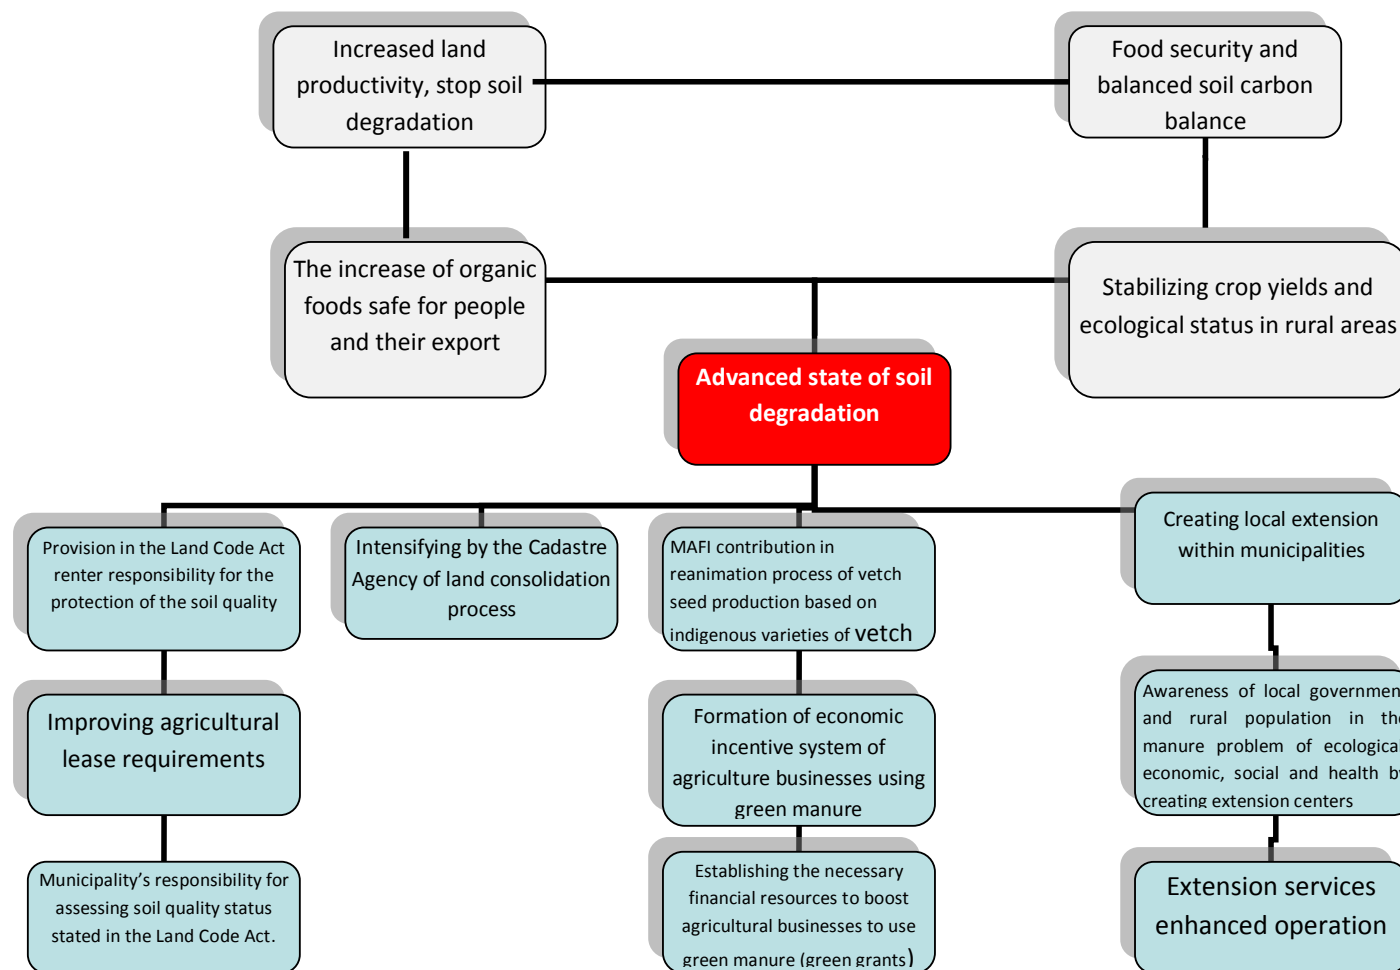 Increased land
productivity, stop soil
degradation
Food security and
balanced soil carbon
balance
The increase of organic
foods safe for people
and their export
Stabilizing crop yields and
ecological status in rural areas
Advanced state of soil
degradation
Provision in the Land Code Act
renter responsibility for the
protection of the soil quality
Intensifying by the Cadastre
Agency of land consolidation
process
MAFI contribution in
reanimation process of vetch
seed production based on
indigenous varieties of vetch
Creating local extension
within municipalities
Improving agricultural
lease requirements
Formation of economic
incentive system of
agriculture businesses using
green manure
Awareness of local government
and rural population in the
manure problem of ecological
economic, social and health by
creating extension centers
Municipality's responsibility for
assessing soil quality status
stated in the Land Code Act.
Establishing the necessary
financial resources to boost
agricultural businesses to use
green manure (green grants)
Extension services
enhanced operation